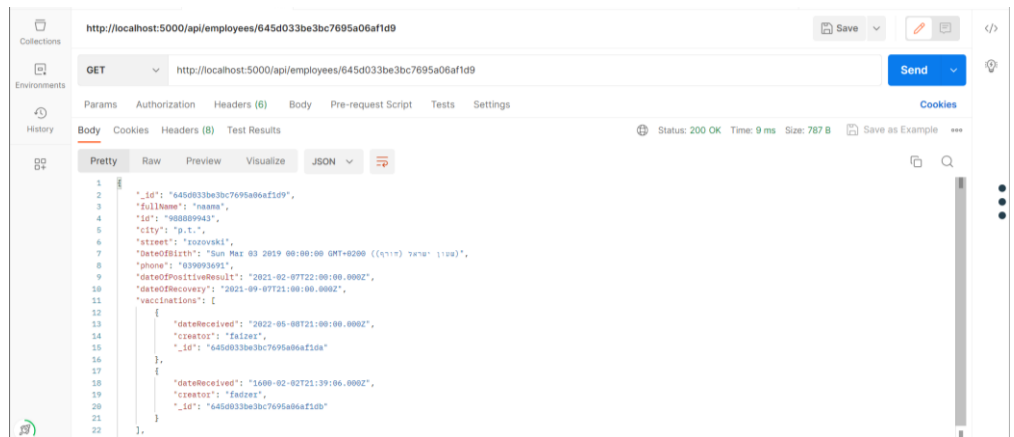 http://localhost:5000/api/employees/645d033be3bc7695a06af1d9
Save
Collections
GET
http://localhost:5000/api/employees/645d033be3bc7695a06af1d9
Send
Environments
Params Authorization Headers (6) Body Pre-request Script Tests Settings
Cookies
History
Body Cookies Headers (8) Test Results
Status: 200 OK Time: 9 ms Size: 787 B Save as Example
Pretty Raw Preview Visualize JSON
1 {
2 "_id": "645d033be3bc7695a06af1d9",
3 "fullName": "naama",
4 "id": "988889943",
5 "city": "p.t.",
6 "street": "rozovski",
7 "DateOfBirth": "Sun Mar 03 2019 00:00:00 GMT+0200 (שעון ישראל (חורף))",
8 "phone": "039093691",
9 "dateOfPositiveResult": "2021-02-07T22:00:00.000Z",
10 "dateOfRecovery": "2021-09-07T21:00:00.000Z",
11 "vaccinations": [
12 {
13 "dateReceived": "2022-05-08T21:00:00.000Z",
14 "creator": "faizer",
15 "_id": "645d033be3bc7695a06af1da"
16 },
17 {
18 "dateReceived": "1600-02-02T21:39:06.000Z",
19 "creator": "fadzer",
20 "_id": "645d033be3bc7695a06af1db"
21 }
22 ],